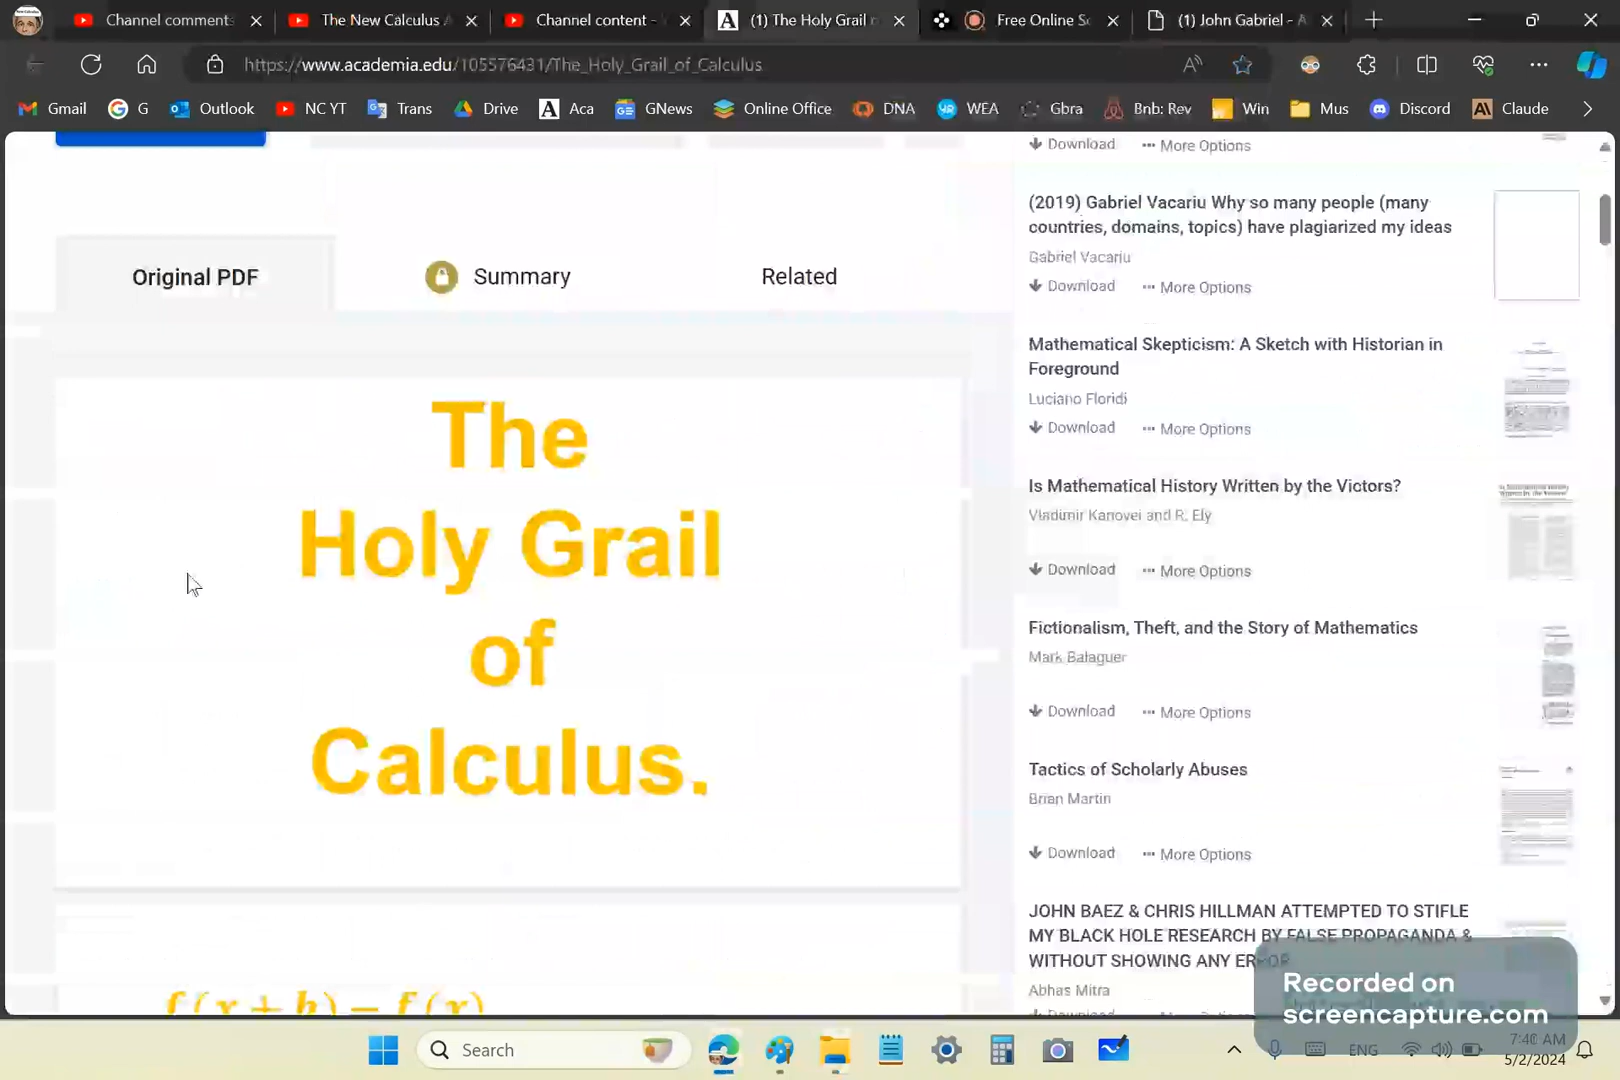 Channel comments
The New Calculus
Channel content -
A (1) The Holy Grail
Free Online Sc
(1) John Gabriel - A
https://www.academia.edu/105576431/The_Holy_Grail_of_Calculus
Gmail G Outlook NC YT Trans Drive Aca GNews Online Office DNA WEA Gbra Bnb: Rev Win Mus Discord Claude
Download More Options
(2019) Gabriel Vacariu Why so many people (many
countries, domains, topics) have plagiarized my ideas
Gabriel Vacariu
Download More Options
Original PDF Summary Related
Mathematical Skepticism: A Sketch with Historian in
Foreground
Luciano Floridi
Download More Options
The
Holy Grail
of
Calculus.
Is Mathematical History Written by the Victors?
Vladimir Kanovei and R. Ely
Download More Options
Fictionalism, Theft, and the Story of Mathematics
Mark Balaguer
Download More Options
Tactics of Scholarly Abuses
Brian Martin
Download More Options
JOHN BAEZ & CHRIS HILLMAN ATTEMPTED TO STIFLE
MY BLACK HOLE RESEARCH BY FALSE PROPAGANDA &
WITHOUT SHOWING ANY ERROR
Abhas Mitra
f(x + h) − f(x)
Recorded on
screencapture.com
Search
ENG
7:40 AM
5/2/2024